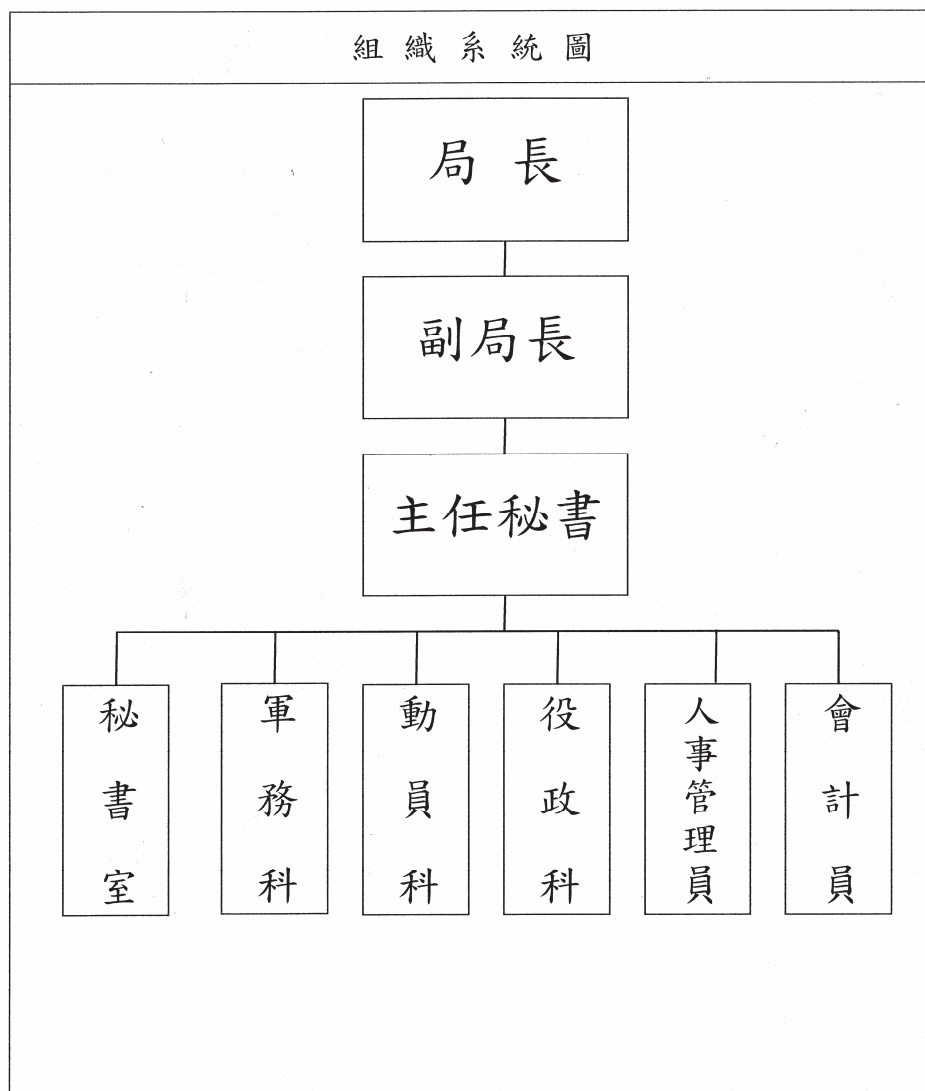 組織系統圖
局長
副局長
主任秘書
秘書室
軍務科
動員科
役政科
人事管理員
會計員